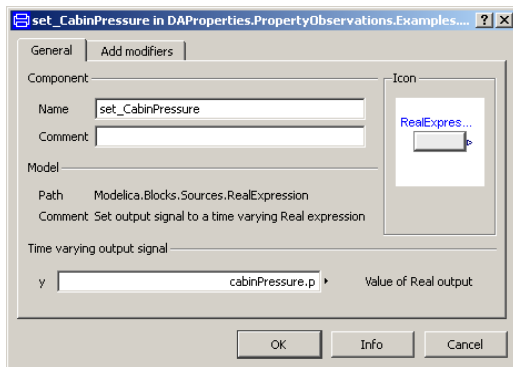 set_CabinPressure in DAProperties.PropertyObservations.Examples.... ? X
General Add modifiers
Component
Icon
Name set_CabinPressure
RealExpres...
Comment
Model
Path Modelica.Blocks.Sources.RealExpression
Comment Set output signal to a time varying Real expression
Time varying output signal
y cabinPressure.p Value of Real output
OK Info Cancel